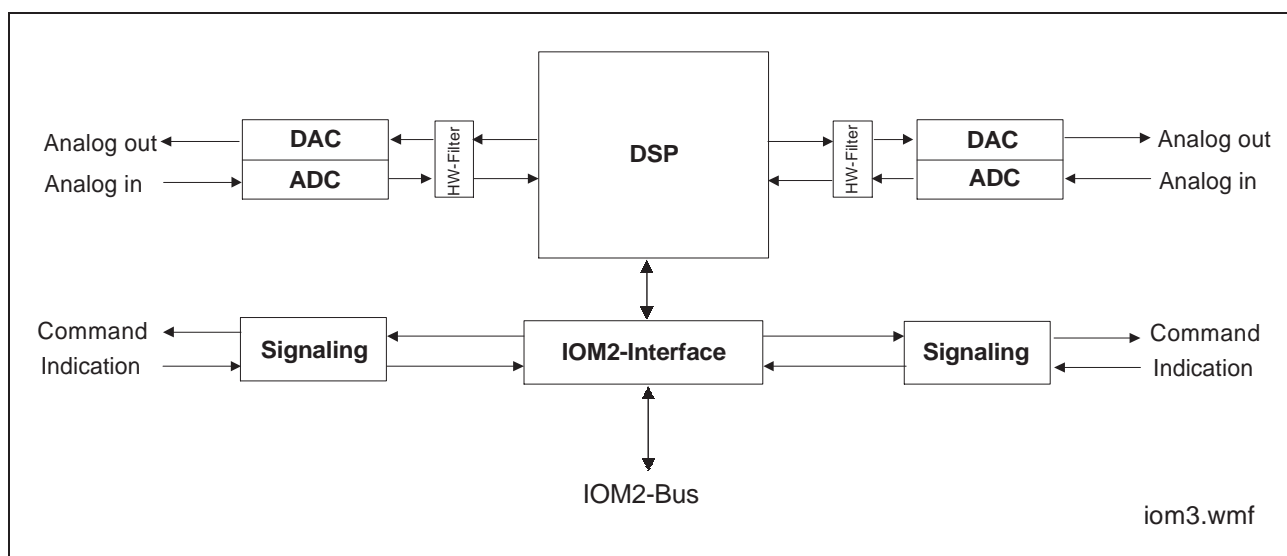 Analog out
DAC
HW-Filter
DSP
HW-Filter
DAC
Analog out
Analog in
ADC
ADC
Analog in
Command
Signaling
IOM2-Interface
Signaling
Command
Indication
Indication
IOM2-Bus
iom3.wmf